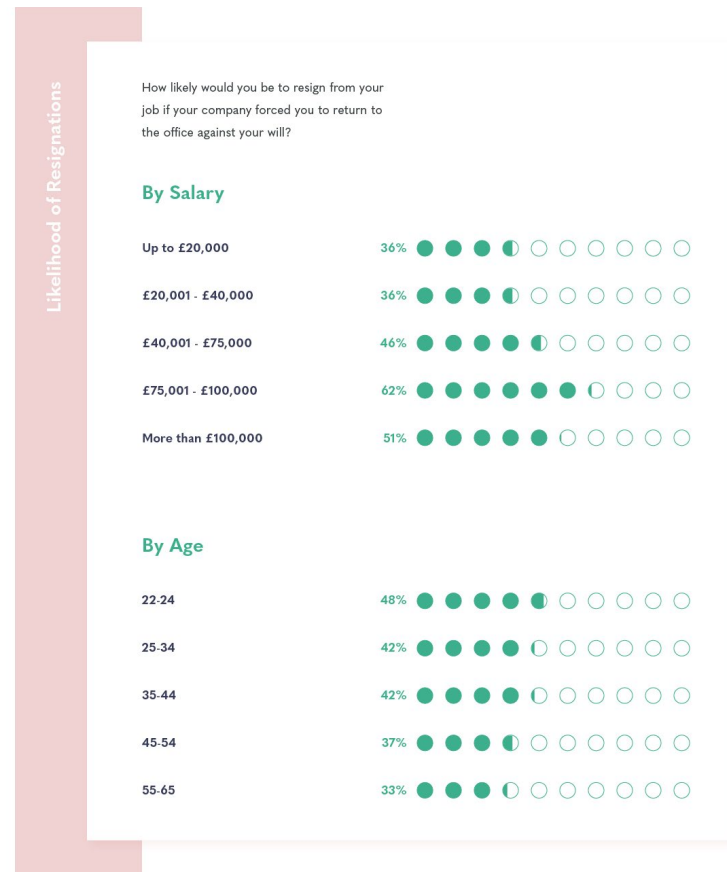 Likelihood of Resignations
How likely would you be to resign from your
job if your company forced you to return to
the office against your will?
By Salary
Up to £20,000 36%
£20,001 - £40,000 36%
£40,001 - £75,000 46%
£75,001 - £100,000 62%
More than £100,000 51%
By Age
22-24 48%
25-34 42%
35-44 42%
45-54 37%
55-65 33%